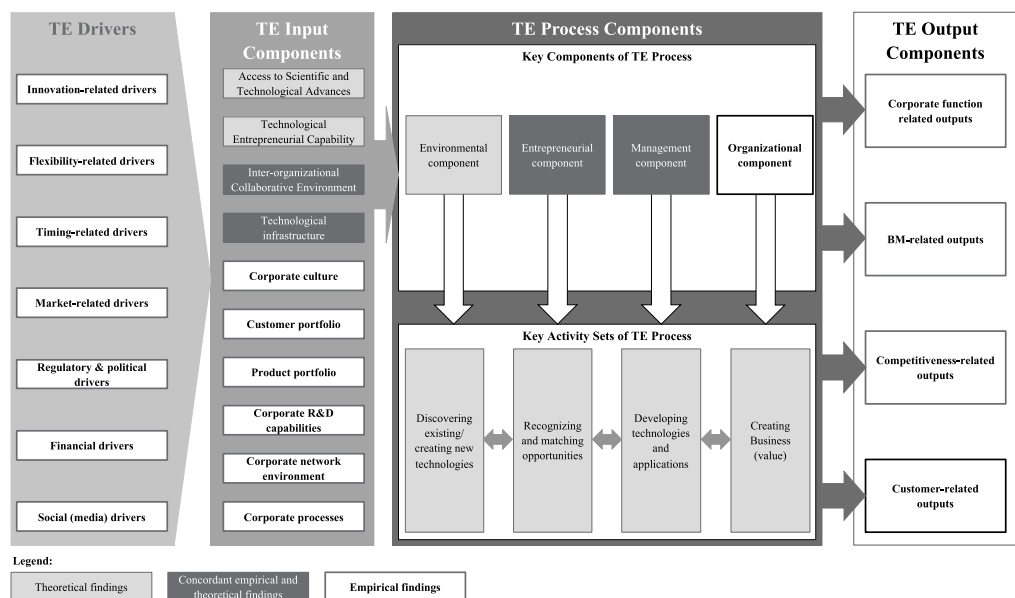 TE Drivers
Innovation-related drivers
Flexibility-related drivers
Timing-related drivers
Market-related drivers
Regulatory & political
drivers
Financial drivers
Social (media) drivers
TE Input
Components
Access to Scientific and
Technological Advances
Technological
Entrepreneurial Capability
Inter-organizational
Collaborative Environment
Technological
infrastructure
Corporate culture
Customer portfolio
Product portfolio
Corporate R&D
capabilities
Corporate network
environment
Corporate processes
TE Process Components
Key Components of TE Process
Environmental
component
Entrepreneurial
component
Management
component
Organizational
component
Key Activity Sets of TE Process
Discovering
existing/
creating new
technologies
Recognizing
and matching
opportunities
Developing
technologies
and
applications
Creating
Business
(value)
TE Output
Components
Corporate function
related outputs
BM-related outputs
Competitiveness-related
outputs
Customer-related
outputs
Legend:
Theoretical findings
Concordant empirical and
theoretical findings
Empirical findings